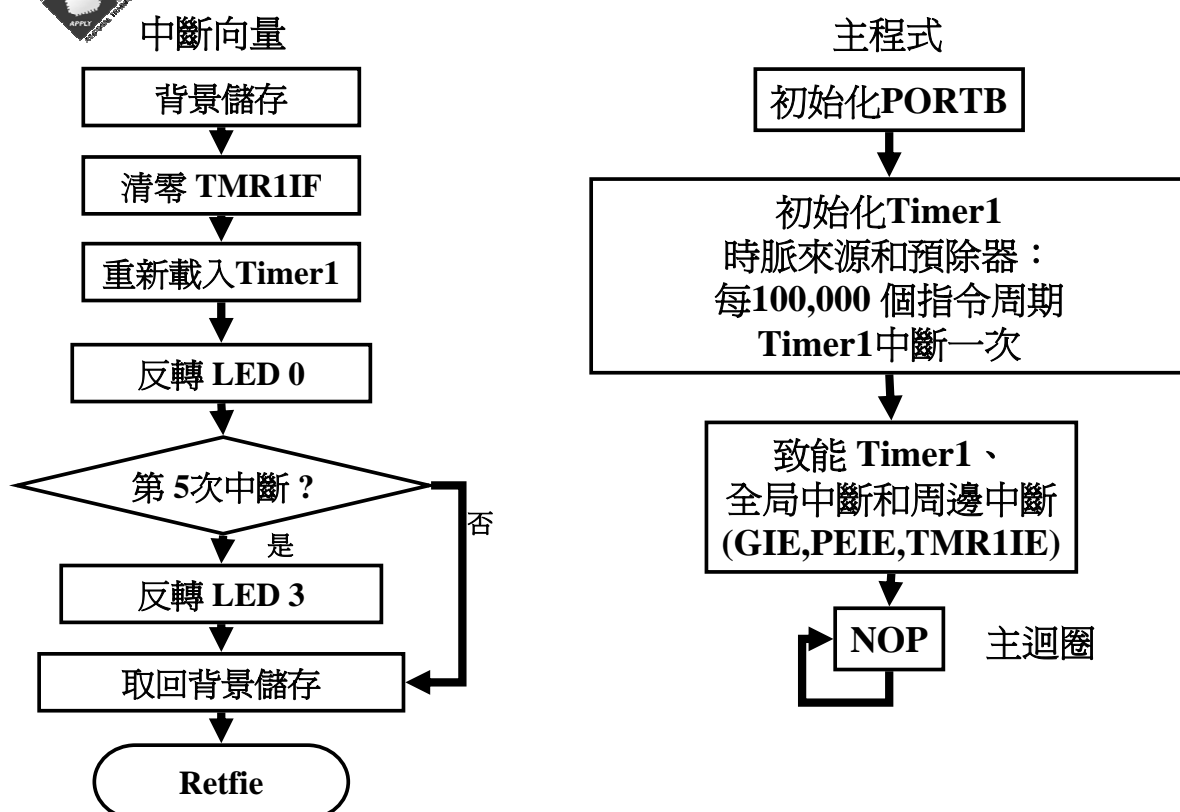 APPLY
中斷向量
背景儲存
清零 TMR1IF
重新載入Timer1
反轉 LED 0
第 5次中斷 ?
否
是
反轉 LED 3
取回背景儲存
Retfie
主程式
初始化PORTB
初始化Timer1
時脈來源和預除器：
每100,000 個指令周期
Timer1中斷一次
致能 Timer1、
全局中斷和周邊中斷
(GIE,PEIE,TMR1IE)
NOP
主迴圈